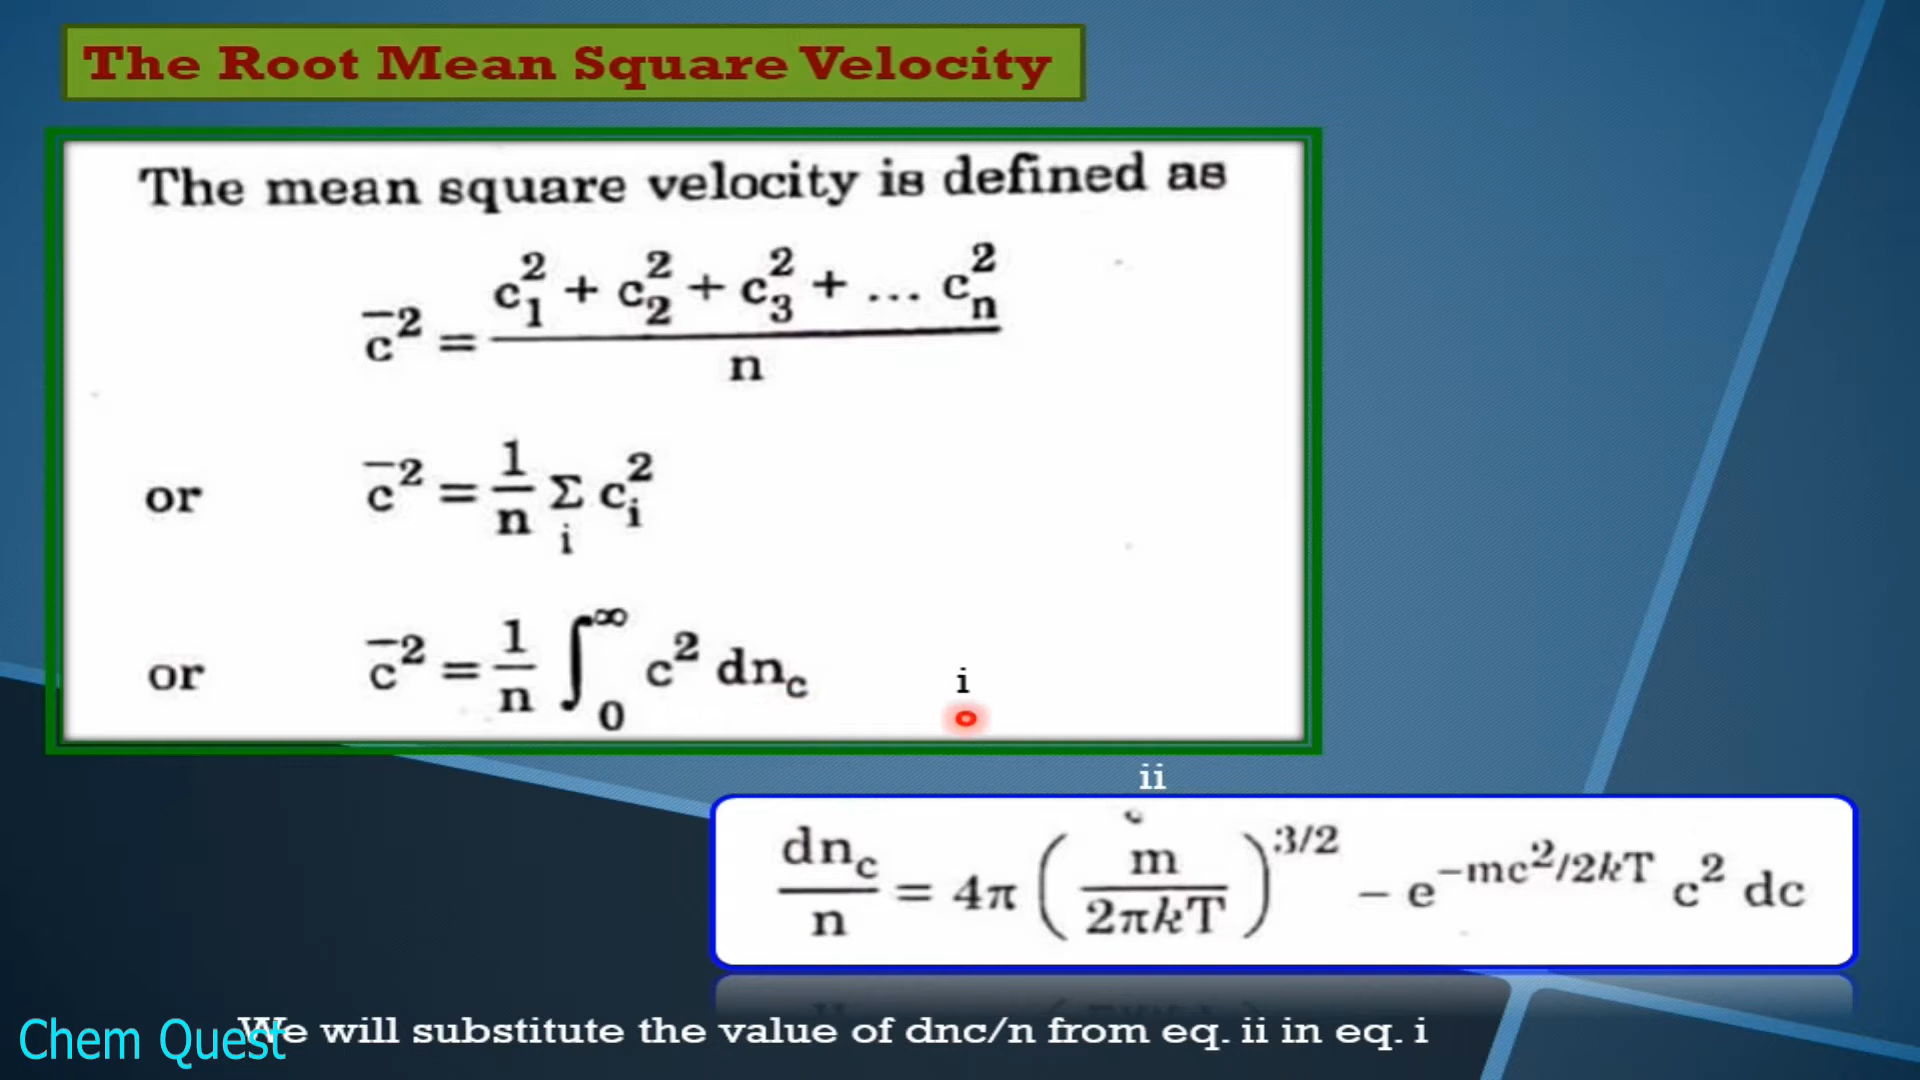 The Root Mean Square Velocity
The mean square velocity is defined as
c̄² = (c₁² + c₂² + c₃² + ... cₙ²) / n
or c̄² = 1/n Σᵢ cᵢ²
or c̄² = 1/n ∫₀^∞ c² dn_c i
ii
dn_c/n = 4π (m/2πkT)^3/2 – e^–mc²/2kT c² dc
We will substitute the value of dnc/n from eq. ii in eq. i
Chem Quest